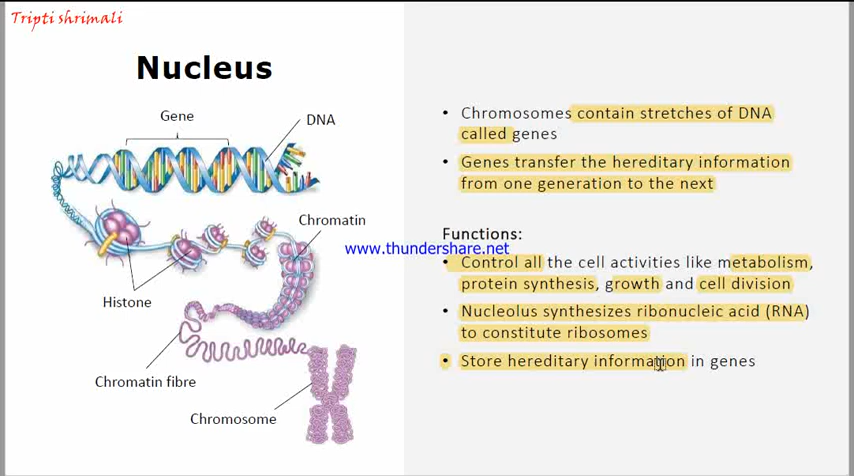 Tripti shrimali
Nucleus
Gene
DNA
Chromatin
Histone
Chromatin fibre
Chromosome
• Chromosomes contain stretches of DNA
called genes
• Genes transfer the hereditary information
from one generation to the next
Functions:
www.thundershare.net
• Control all the cell activities like metabolism,
protein synthesis, growth and cell division
• Nucleolus synthesizes ribonucleic acid (RNA)
to constitute ribosomes
• Store hereditary information in genes